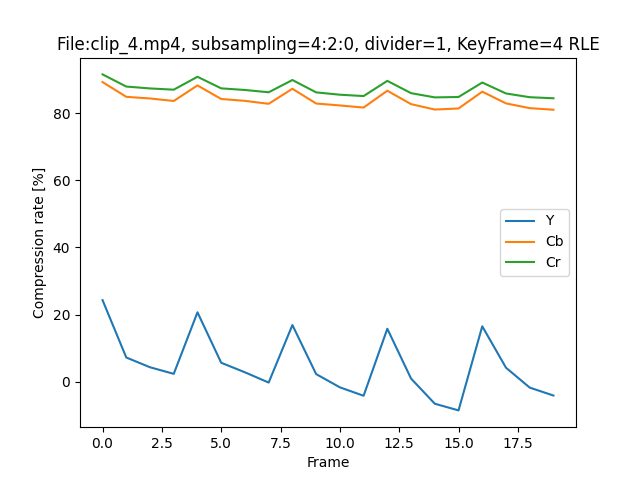 File:clip_4.mp4, subsampling=4:2:0, divider=1, KeyFrame=4 RLE
Compression rate [%]
80
60
40
20
0
Y
Cb
Cr
0.0 2.5 5.0 7.5 10.0 12.5 15.0 17.5
Frame